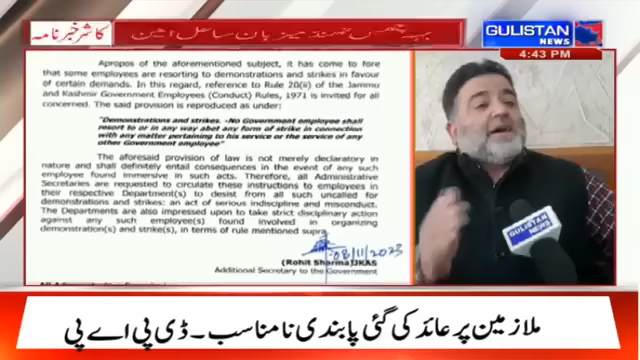 کاشر خبرنامہ
GULISTAN
NEWS
4:43 PM
Apropos of the aforementioned subject, it has come to fore
that some employees are resorting to demonstrations and strikes in favour
of certain demands. In this regard, reference to Rule 20(ii) of the Jammu
and Kashmir Government Employees (Conduct) Rules, 1971 is invited for all
concerned. The said provision is reproduced as under:
"Demonstrations and strikes. -No Government employee shall
resort to or in any way abet any form of strike in connection
with any matter pertaining to his service or the service of any
other Government employee"
The aforesaid provision of law is not merely declaratory in
nature and shall definitely entail consequences in the event of any such
employee found immersive in such acts. Therefore, all Administrative
Secretaries are requested to circulate these instructions to employees in
their respective Department(s) to desist from all such uncalled for
demonstrations and strikes: an act of serious indiscipline and misconduct.
The Departments are also impressed upon to take strict disciplinary action
against any such employee(s) found involved in organizing
demonstration(s) and strike(s), in terms of rule mentioned supra.
03/11/2023
(Rohit Sharma)JKAS
Additional Secretary to the Government
GULISTAN
NEWS
ملازمین پر عائد کی گئی پابندی نامناسب۔ ڈی پی اے پی